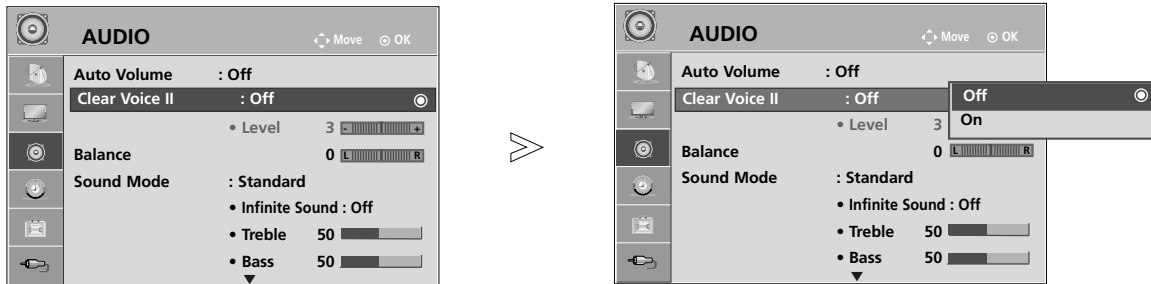 AUDIO Move OK
Auto Volume : Off
Clear Voice II : Off
• Level 3 - +
Balance 0 L R
Sound Mode : Standard
• Infinite Sound : Off
• Treble 50
• Bass 50
AUDIO Move OK
Auto Volume : Off
Clear Voice II : Off
Off
On
• Level 3
Balance 0 L R
Sound Mode : Standard
• Infinite Sound : Off
• Treble 50
• Bass 50